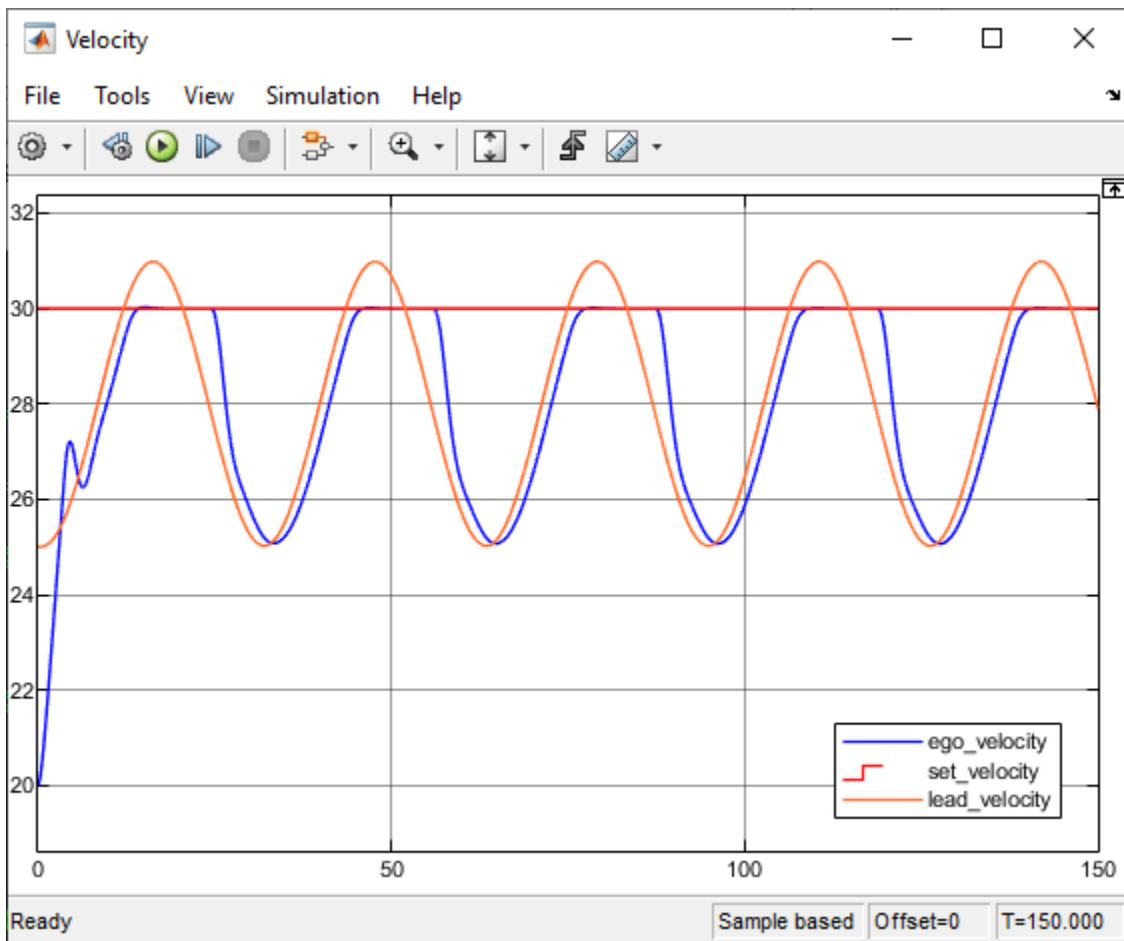 Velocity
File Tools View Simulation Help
32
30
28
26
24
22
20
0 50 100 150
ego_velocity
set_velocity
lead_velocity
Ready Sample based Offset=0 T=150.000